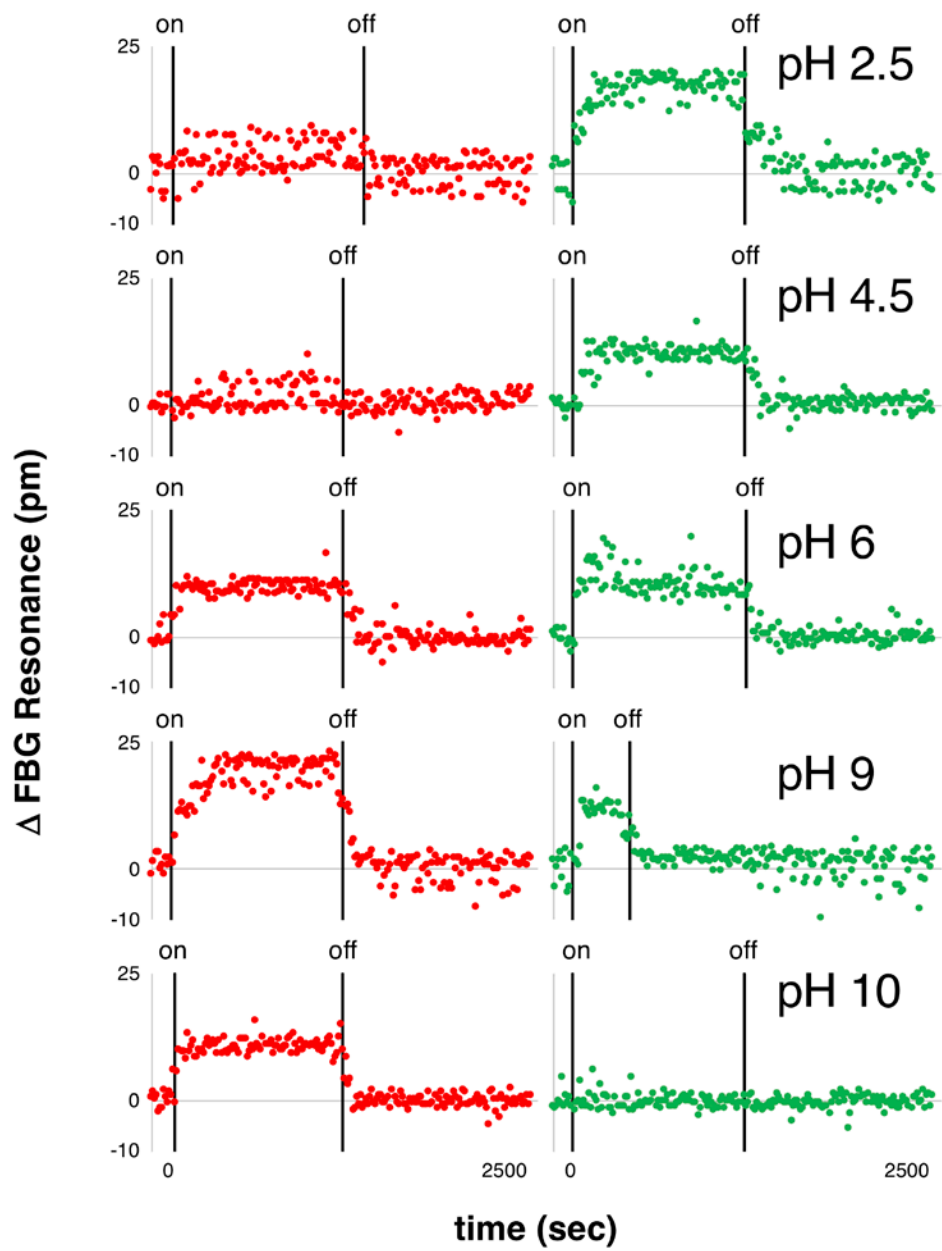 on off on off
25 pH 2.5
0
-10
on off on off
25 pH 4.5
0
-10
on off on off
25 pH 6
0
-10
on off on off
25 pH 9
0
-10
on off on off
25 pH 10
0
-10
0 2500 0 2500
time (sec)
Δ FBG Resonance (pm)